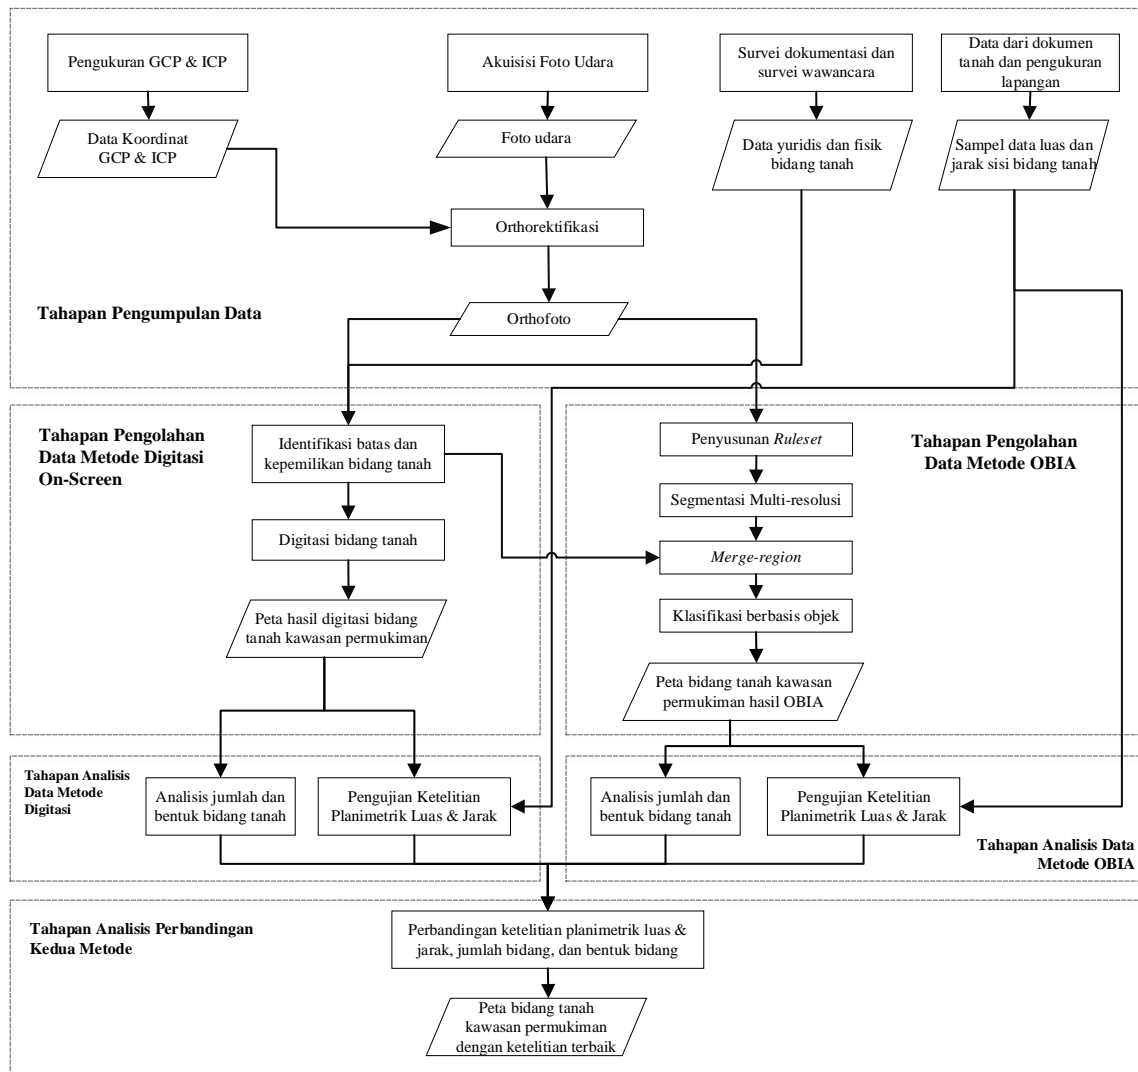 Pengukuran GCP & ICP
Akuisisi Foto Udara
Survei dokumentasi dan
survei wawancara
Data dari dokumen
tanah dan pengukuran
lapangan
Data Koordinat
GCP & ICP
Foto udara
Data yuridis dan fisik
bidang tanah
Sampel data luas dan
jarak sisi bidang tanah
Orthorektifikasi
Tahapan Pengumpulan Data
Orthofoto
Tahapan Pengolahan
Data Metode Digitasi
On-Screen
Identifikasi batas dan
kepemilikan bidang tanah
Digitasi bidang tanah
Peta hasil digitasi bidang
tanah kawasan permukiman
Penyusunan Ruleset
Tahapan Pengolahan
Data Metode OBIA
Segmentasi Multi-resolusi
Merge-region
Klasifikasi berbasis objek
Peta bidang tanah kawasan
permukiman hasil OBIA
Tahapan Analisis
Data Metode
Digitasi
Analisis jumlah dan
bentuk bidang tanah
Pengujian Ketelitian
Planimetrik Luas & Jarak
Analisis jumlah dan
bentuk bidang tanah
Pengujian Ketelitian
Planimetrik Luas & Jarak
Tahapan Analisis Data
Metode OBIA
Tahapan Analisis Perbandingan
Kedua Metode
Perbandingan ketelitian planimetrik luas &
jarak, jumlah bidang, dan bentuk bidang
Peta bidang tanah
kawasan permukiman
dengan ketelitian terbaik